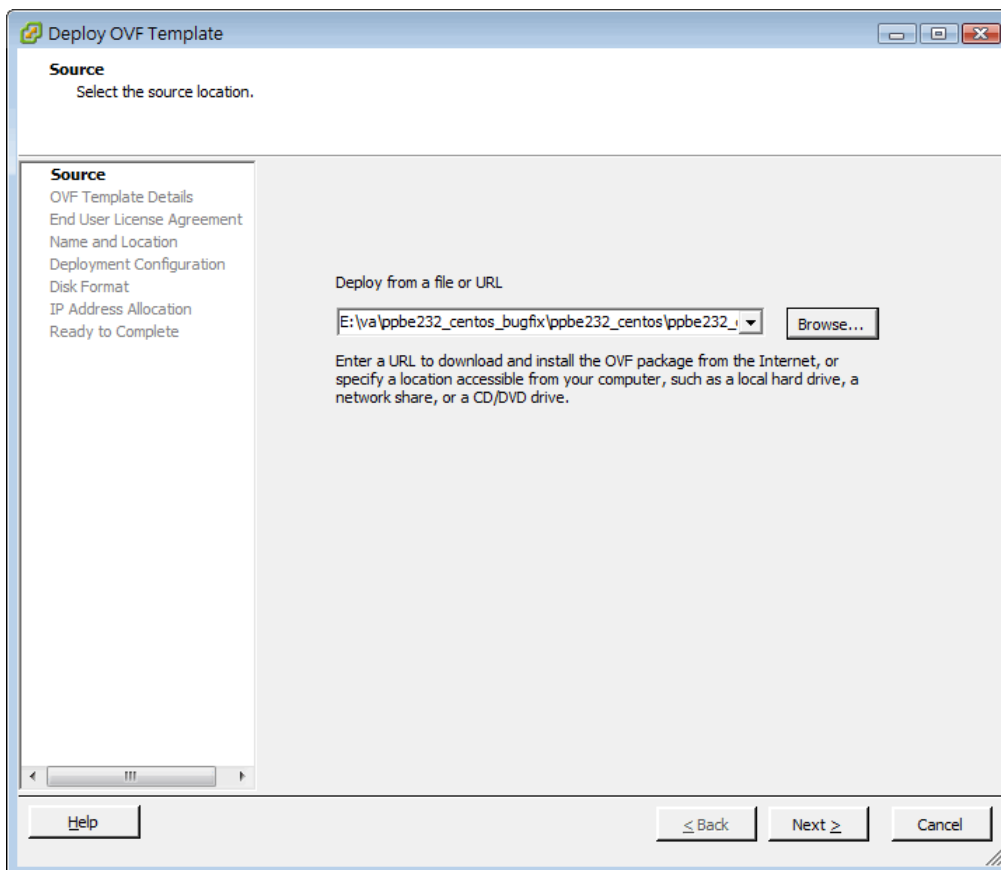 Deploy OVF Template
Source
Select the source location.
Source
OVF Template Details
End User License Agreement
Name and Location
Deployment Configuration
Disk Format
IP Address Allocation
Ready to Complete
Deploy from a file or URL
E:\va\ppbe232_centos_bugfix\ppbe232_centos\ppbe232_
Browse...
Enter a URL to download and install the OVF package from the Internet, or
specify a location accessible from your computer, such as a local hard drive, a
network share, or a CD/DVD drive.
Help
< Back
Next >
Cancel